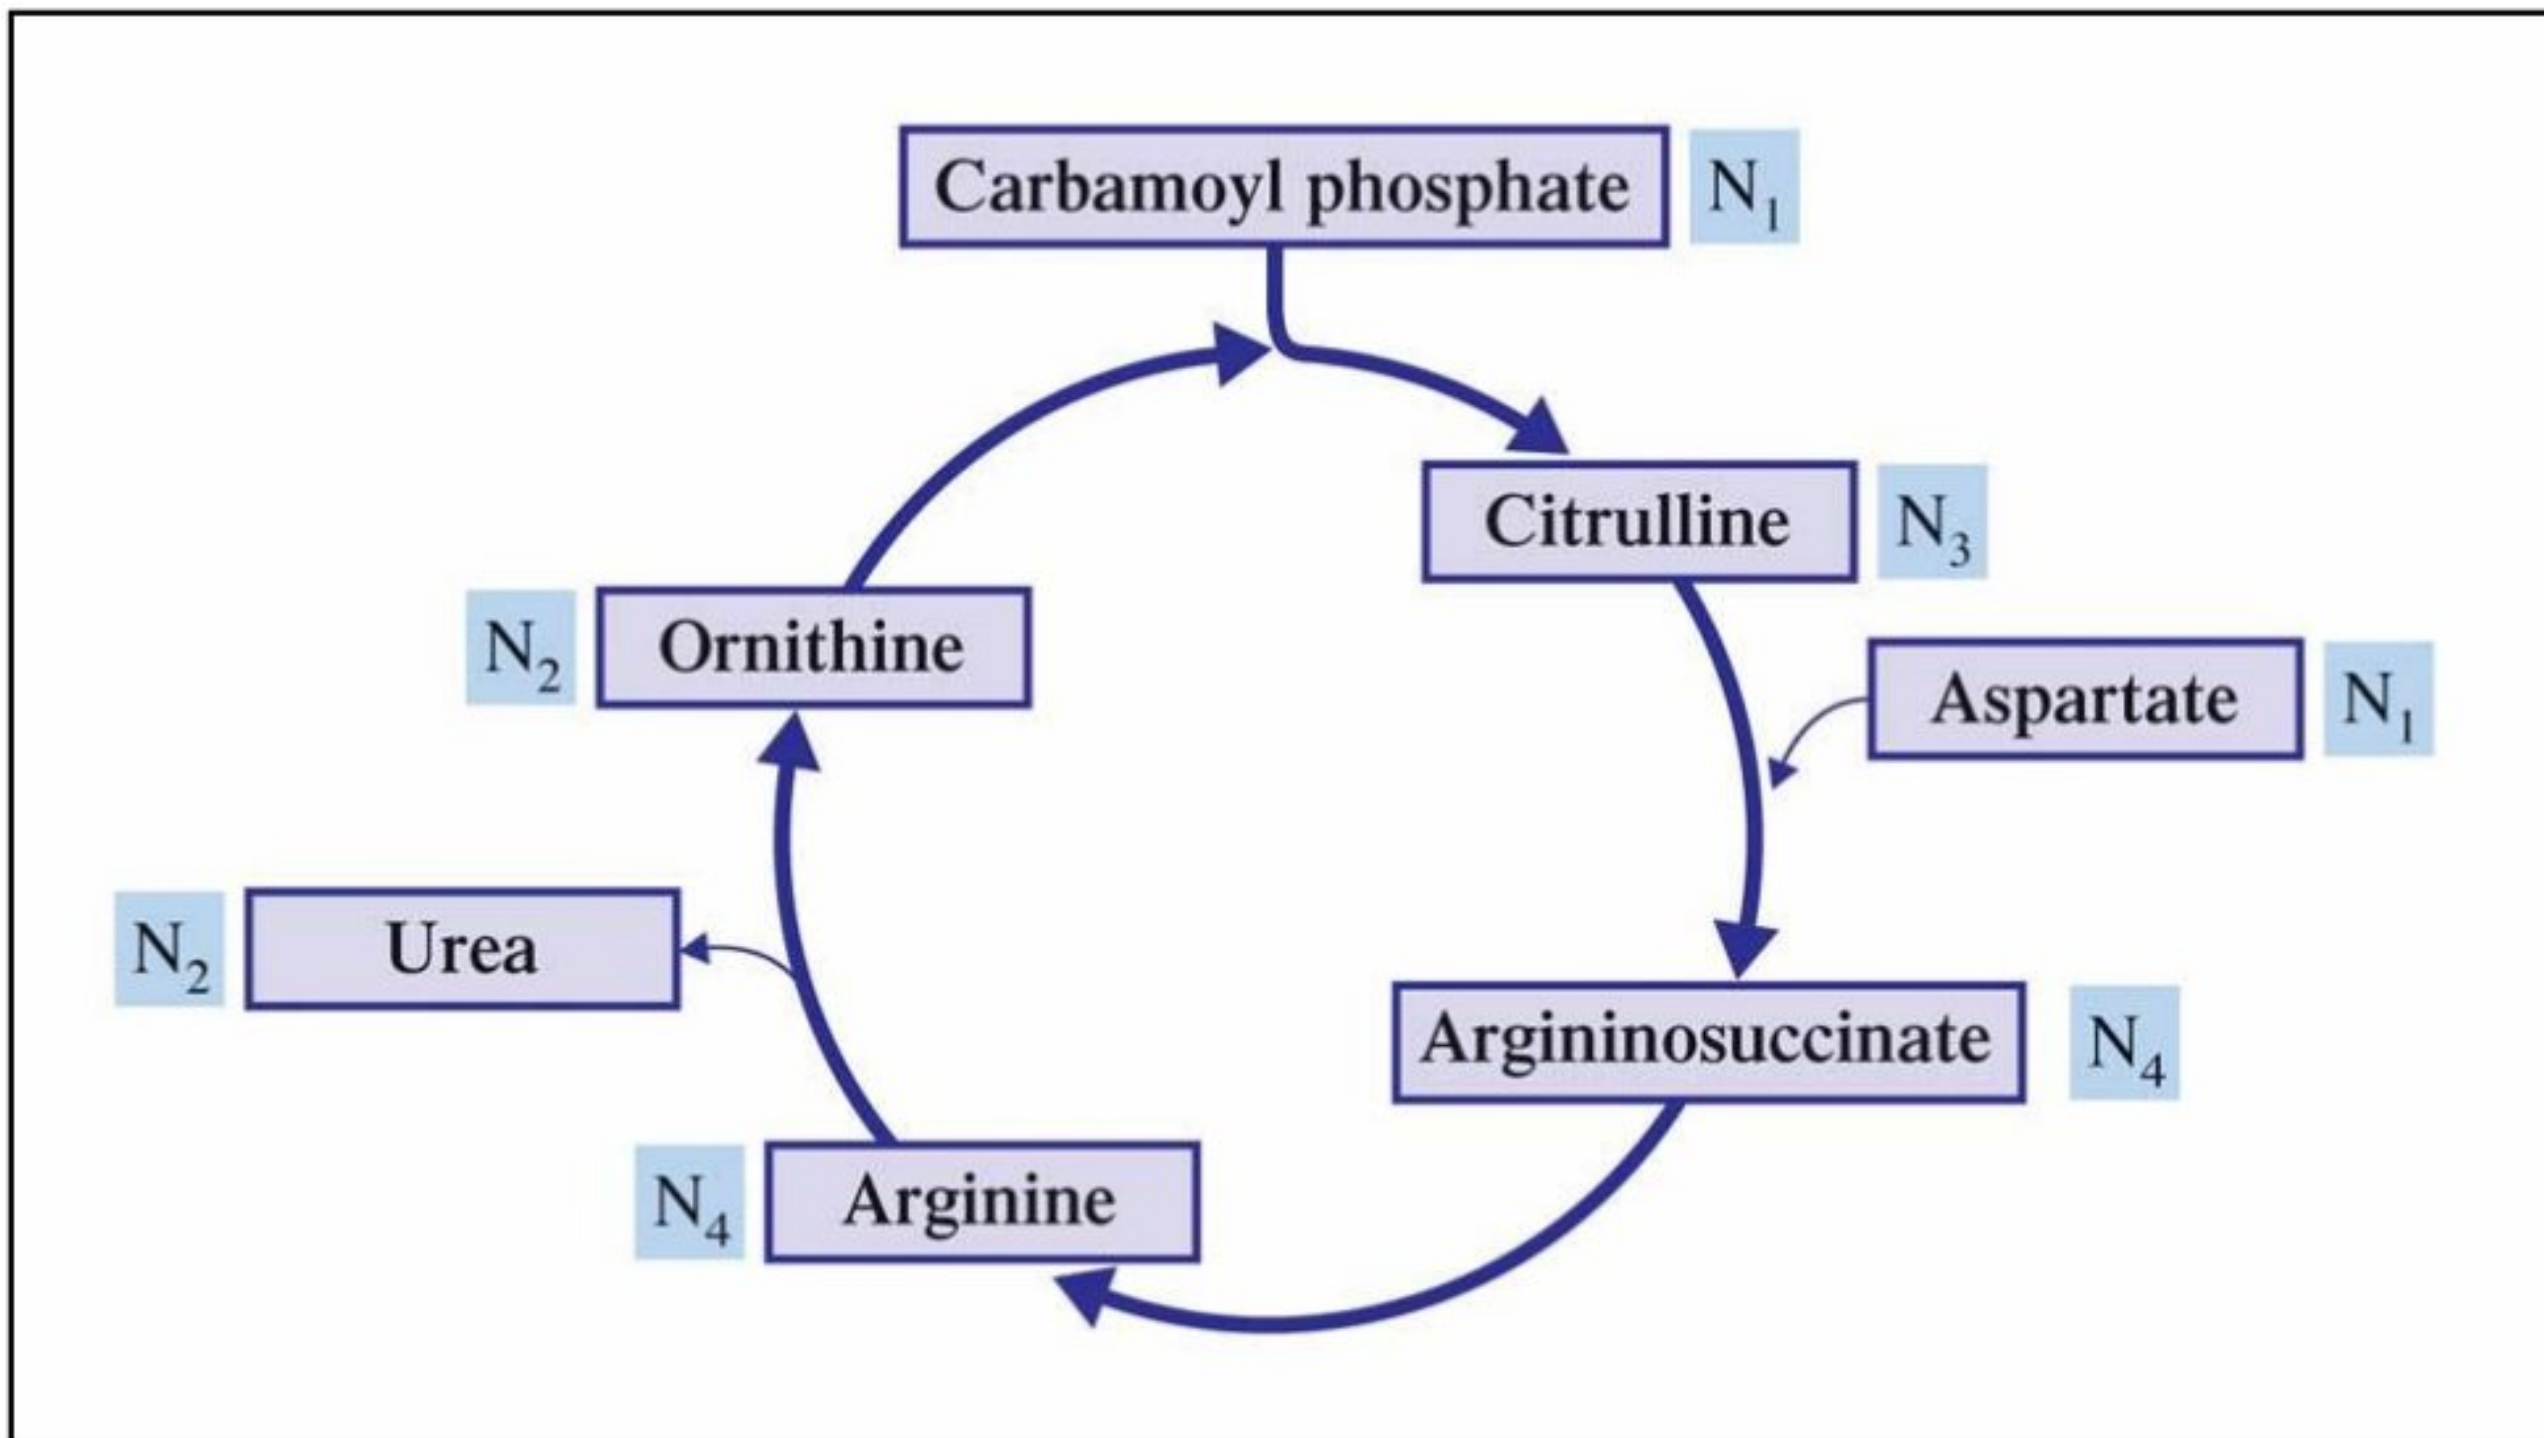 Carbamoyl phosphate N₁
Citrulline N₃
N₂ Ornithine
Aspartate N₁
N₂ Urea
Argininosuccinate N₄
N₄ Arginine